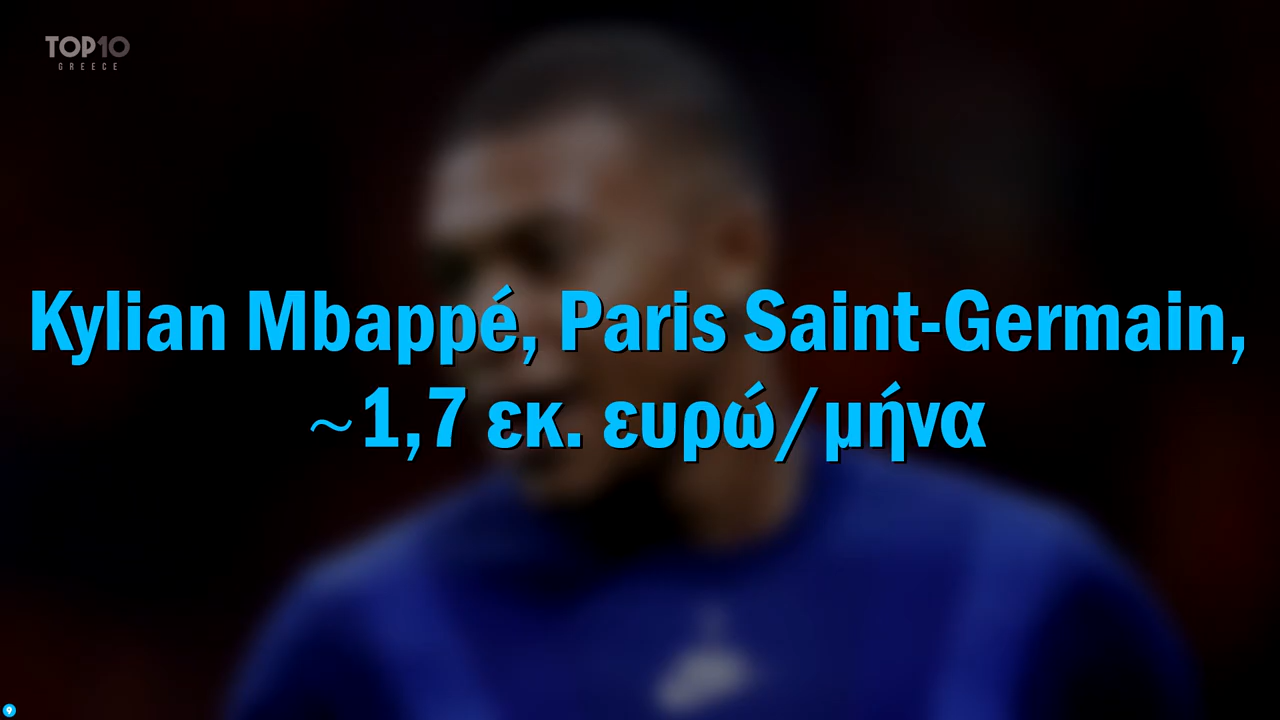 TOP10
GREECE
Kylian Mbappé, Paris Saint-Germain,
~1,7 εκ. ευρώ/μήνα